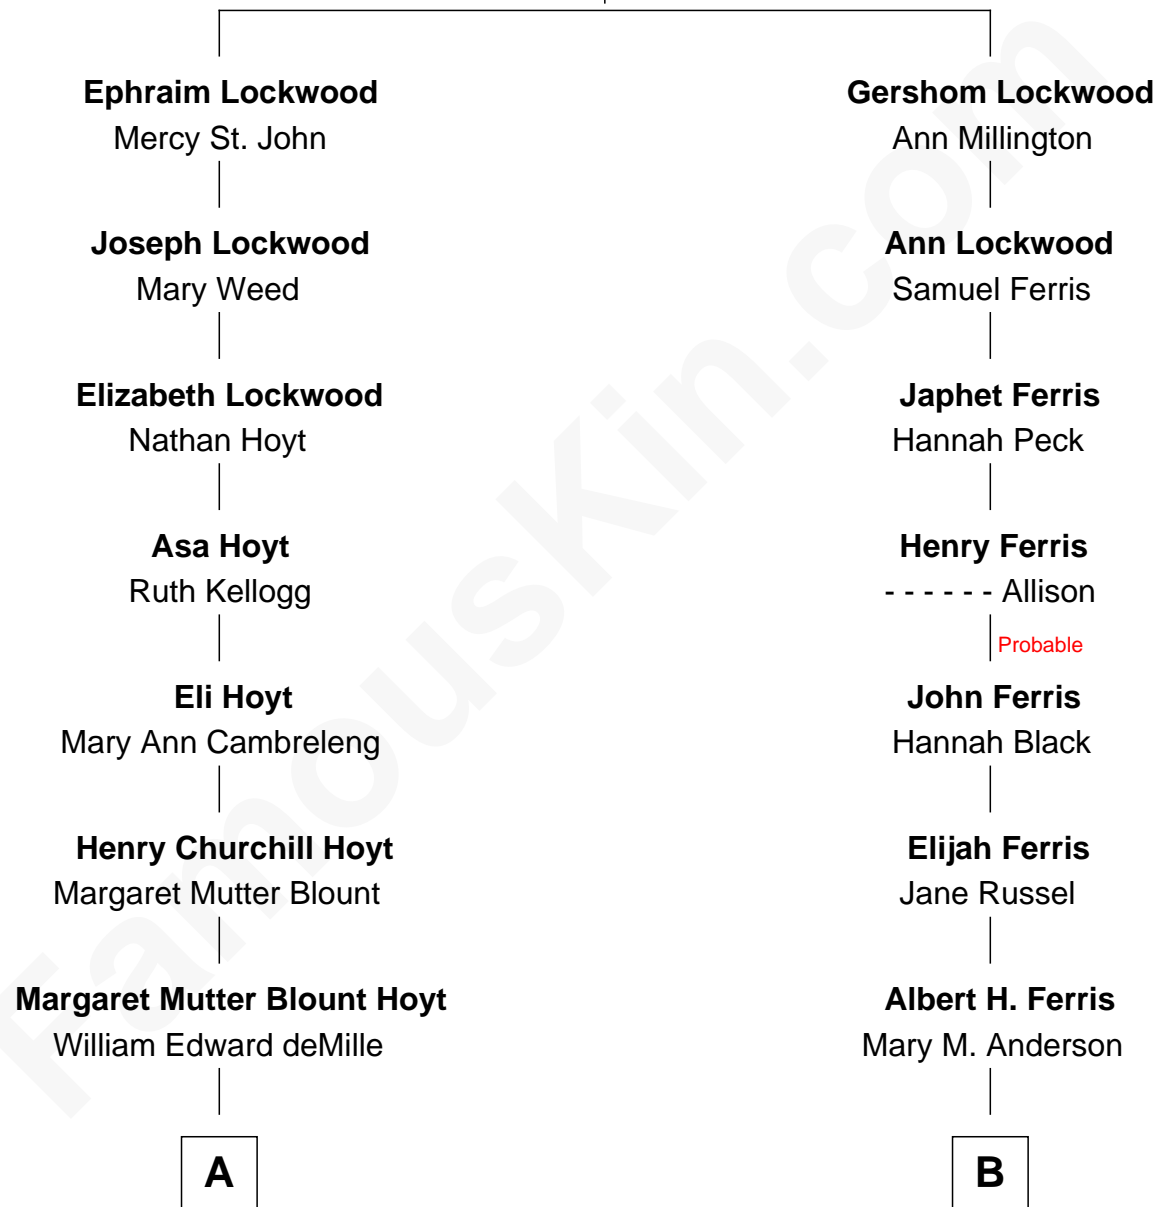 Ephraim Lockwood
Mercy St. John
Joseph Lockwood
Mary Weed
Elizabeth Lockwood
Nathan Hoyt
Asa Hoyt
Ruth Kellogg
Eli Hoyt
Mary Ann Cambreleng
Henry Churchill Hoyt
Margaret Mutter Blount
Margaret Mutter Blount Hoyt
William Edward deMille
A
Gershom Lockwood
Ann Millington
Ann Lockwood
Samuel Ferris
Japhet Ferris
Hannah Peck
Henry Ferris
- - - - - - Allison
Probable
John Ferris
Hannah Black
Elijah Ferris
Jane Russel
Albert H. Ferris
Mary M. Anderson
B
FamousKin.com